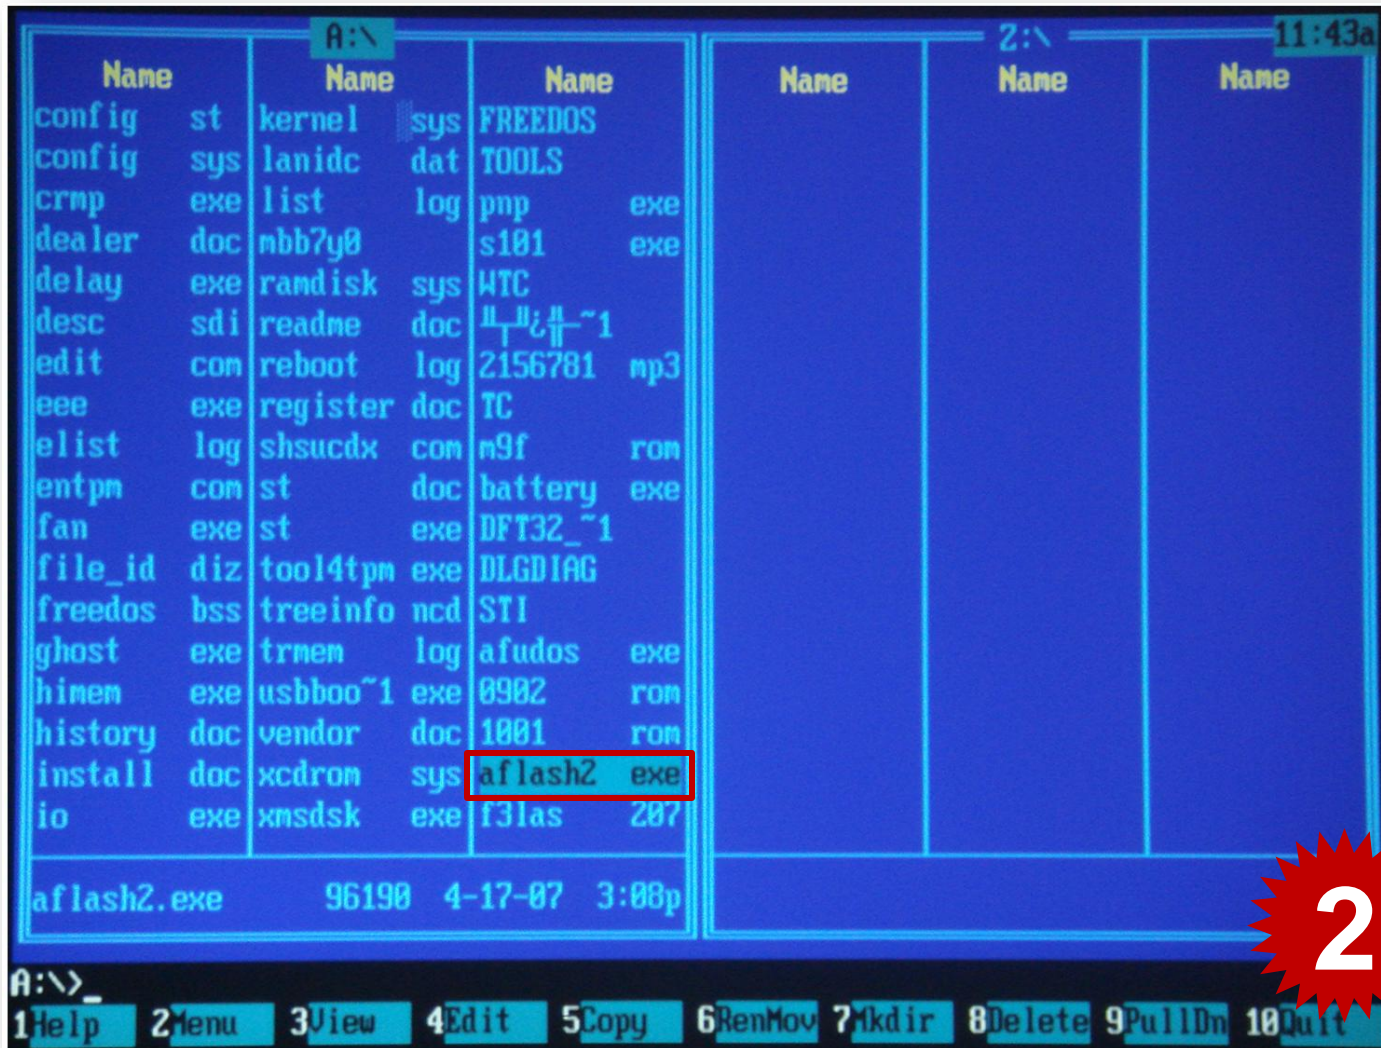 A:\ Z:\ 11:43a
Name Name Name Name Name Name
config st kernel sys FREEDOS
config sys lanidc dat TOOLS
crmp exe list log pnp exe
dealer doc mbb7y0 s101 exe
delay exe ramdisk sys WTC
desc sdi readme doc ╨┬╨¿╫─~1
edit com reboot log 2156781 mp3
eee exe register doc TC
elist log shsucdx com m9f rom
entpm com st doc battery exe
fan exe st exe DFT32_~1
file_id diz tool4tpm exe DLGDIAG
freedos bss treeinfo ncd STI
ghost exe trmem log afudos exe
himem exe usbboo~1 exe 0902 rom
history doc vendor doc 1001 rom
install doc xcdrom sys aflash2 exe
io exe xmsdsk exe f3las 207
aflash2.exe 96190 4-17-07 3:08p
2
A:\>_
1Help 2Menu 3View 4Edit 5Copy 6RenMov 7Mkdir 8Delete 9PullDn 10Quit